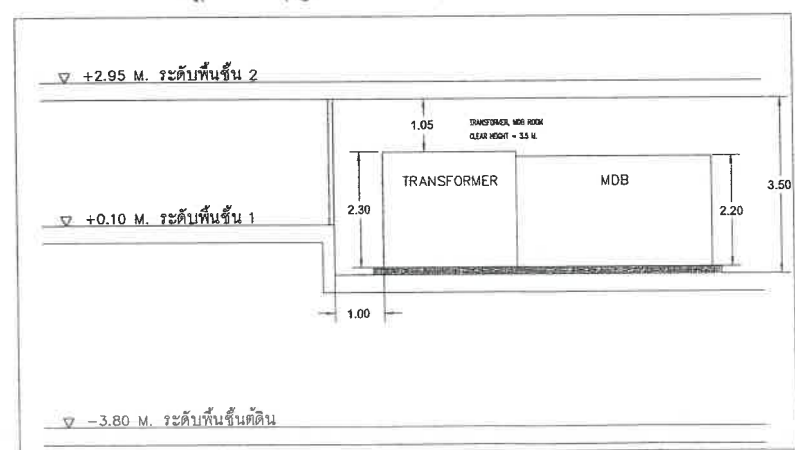 +2.95 M. ระดับพื้นชั้น 2
1.05
TRANSFORMER, MDB ROOM
CLEAR HEIGHT = 3.5 M.
TRANSFORMER
MDB
3.50
2.30
2.20
+0.10 M. ระดับพื้นชั้น 1
1.00
-3.80 M. ระดับพื้นชั้นต้ดิน